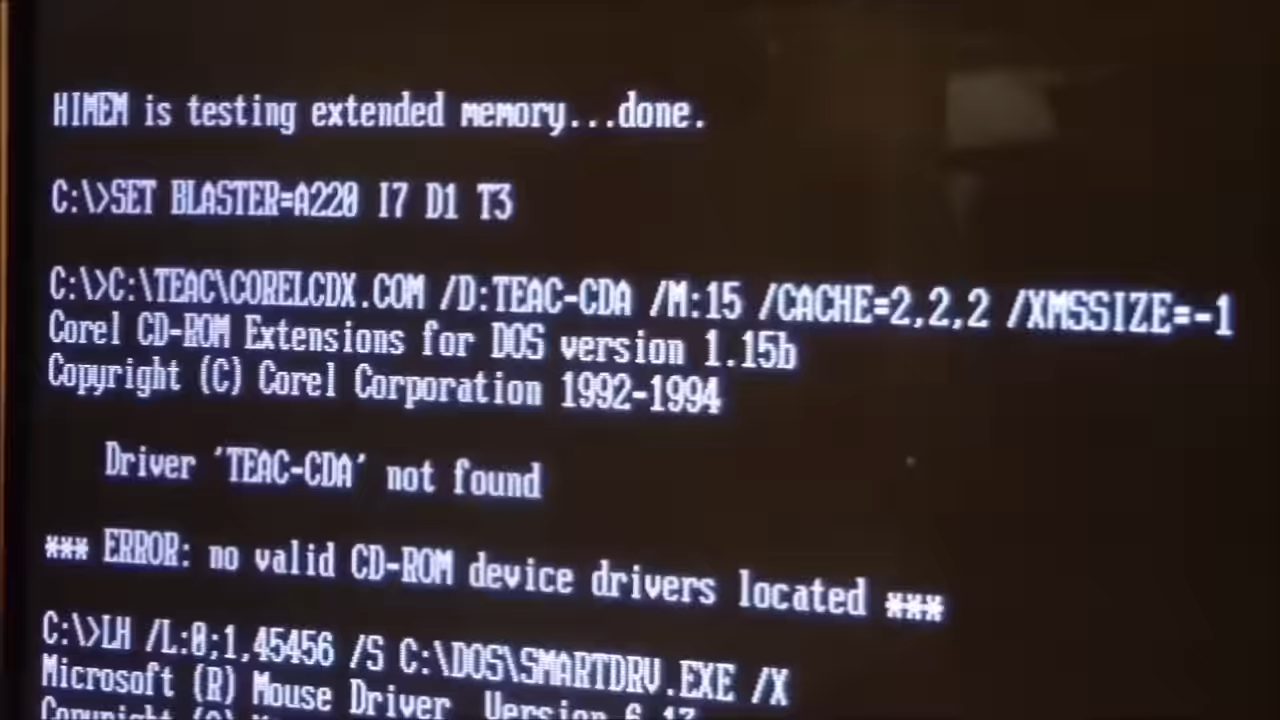 HIMEM is testing extended memory...done.
C:\>SET BLASTER=A220 I7 D1 T3
C:\>C:\TEAC\CORELCDX.COM /D:TEAC-CDA /M:15 /CACHE=2,2,2 /XMSSIZE=-1
Corel CD-ROM Extensions for DOS version 1.15b
Copyright (C) Corel Corporation 1992-1994
Driver 'TEAC-CDA' not found
*** ERROR: no valid CD-ROM device drivers located ***
C:\>LH /L:0;1,45456 /S C:\DOS\SMARTDRV.EXE /X
Microsoft (R) Mouse Driver Version
Copyright